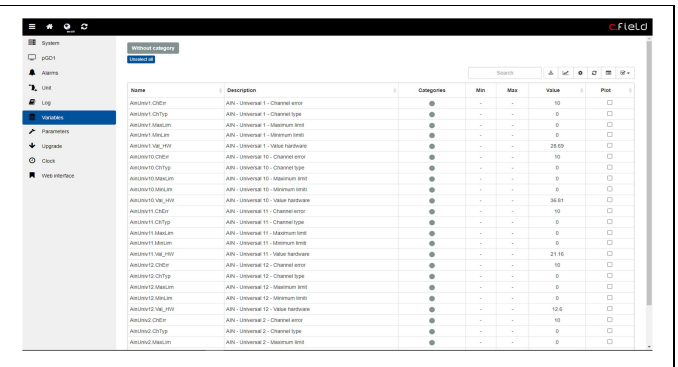 c.field
System
pGD1
Alarms
Unit
Log
Variables
Parameters
Upgrade
Clock
Web interface
Without category
Unselect all
Search
Name Description Categories Min Max Value Plot
AinUniv1.ChErr AIN - Universal 1 - Channel error - - 10
AinUniv1.ChTyp AIN - Universal 1 - Channel type - - 0
AinUniv1.MaxLim AIN - Universal 1 - Maximum limit - - 0
AinUniv1.MinLim AIN - Universal 1 - Minimum limiti - - 0
AinUniv1.Val_HW AIN - Universal 1 - Value hardware - - 28.69
AinUniv10.ChErr AIN - Universal 10 - Channel error - - 10
AinUniv10.ChTyp AIN - Universal 10 - Channel type - - 0
AinUniv10.MaxLim AIN - Universal 10 - Maximum limit - - 0
AinUniv10.MinLim AIN - Universal 10 - Minimum limiti - - 0
AinUniv10.Val_HW AIN - Universal 10 - Value hardware - - 36.81
AinUniv11.ChErr AIN - Universal 11 - Channel error - - 10
AinUniv11.ChTyp AIN - Universal 11 - Channel type - - 0
AinUniv11.MaxLim AIN - Universal 11 - Maximum limit - - 0
AinUniv11.MinLim AIN - Universal 11 - Minimum limiti - - 0
AinUniv11.Val_HW AIN - Universal 11 - Value hardware - - 21.16
AinUniv12.ChErr AIN - Universal 12 - Channel error - - 10
AinUniv12.ChTyp AIN - Universal 12 - Channel type - - 0
AinUniv12.MaxLim AIN - Universal 12 - Maximum limit - - 0
AinUniv12.MinLim AIN - Universal 12 - Minimum limiti - - 0
AinUniv12.Val_HW AIN - Universal 12 - Value hardware - - 12.6
AinUniv2.ChErr AIN - Universal 2 - Channel error - - 10
AinUniv2.ChTyp AIN - Universal 2 - Channel type - - 0
AinUniv2.MaxLim AIN - Universal 2 - Maximum limit - - 0